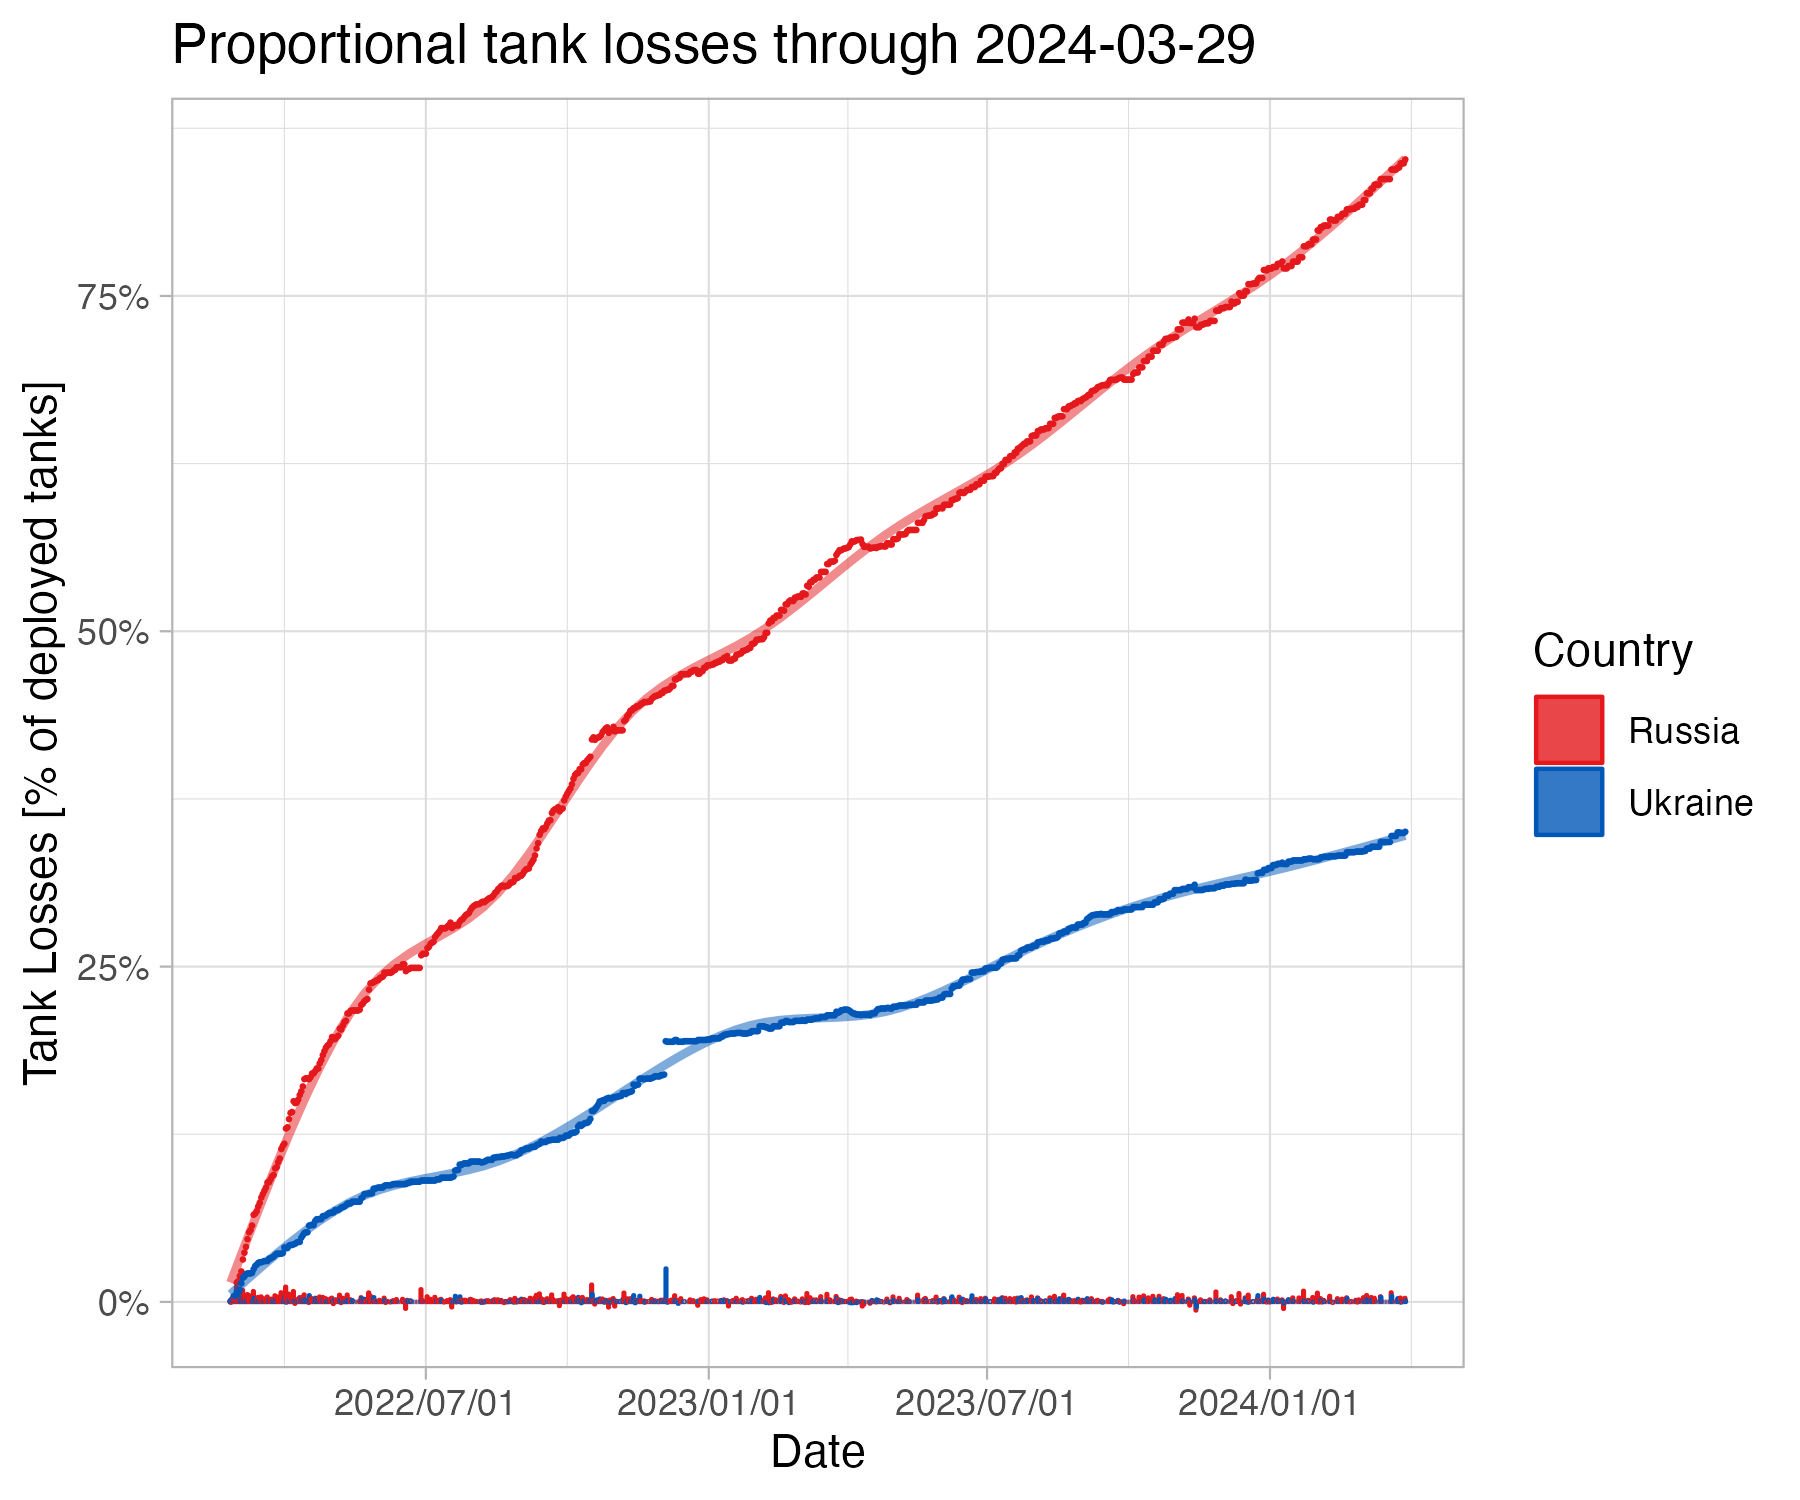 Proportional tank losses through 2024-03-29
Tank Losses [% of deployed tanks]
75%
50%
25%
0%
2022/07/01
2023/01/01
2023/07/01
2024/01/01
Date
Country
Russia
Ukraine